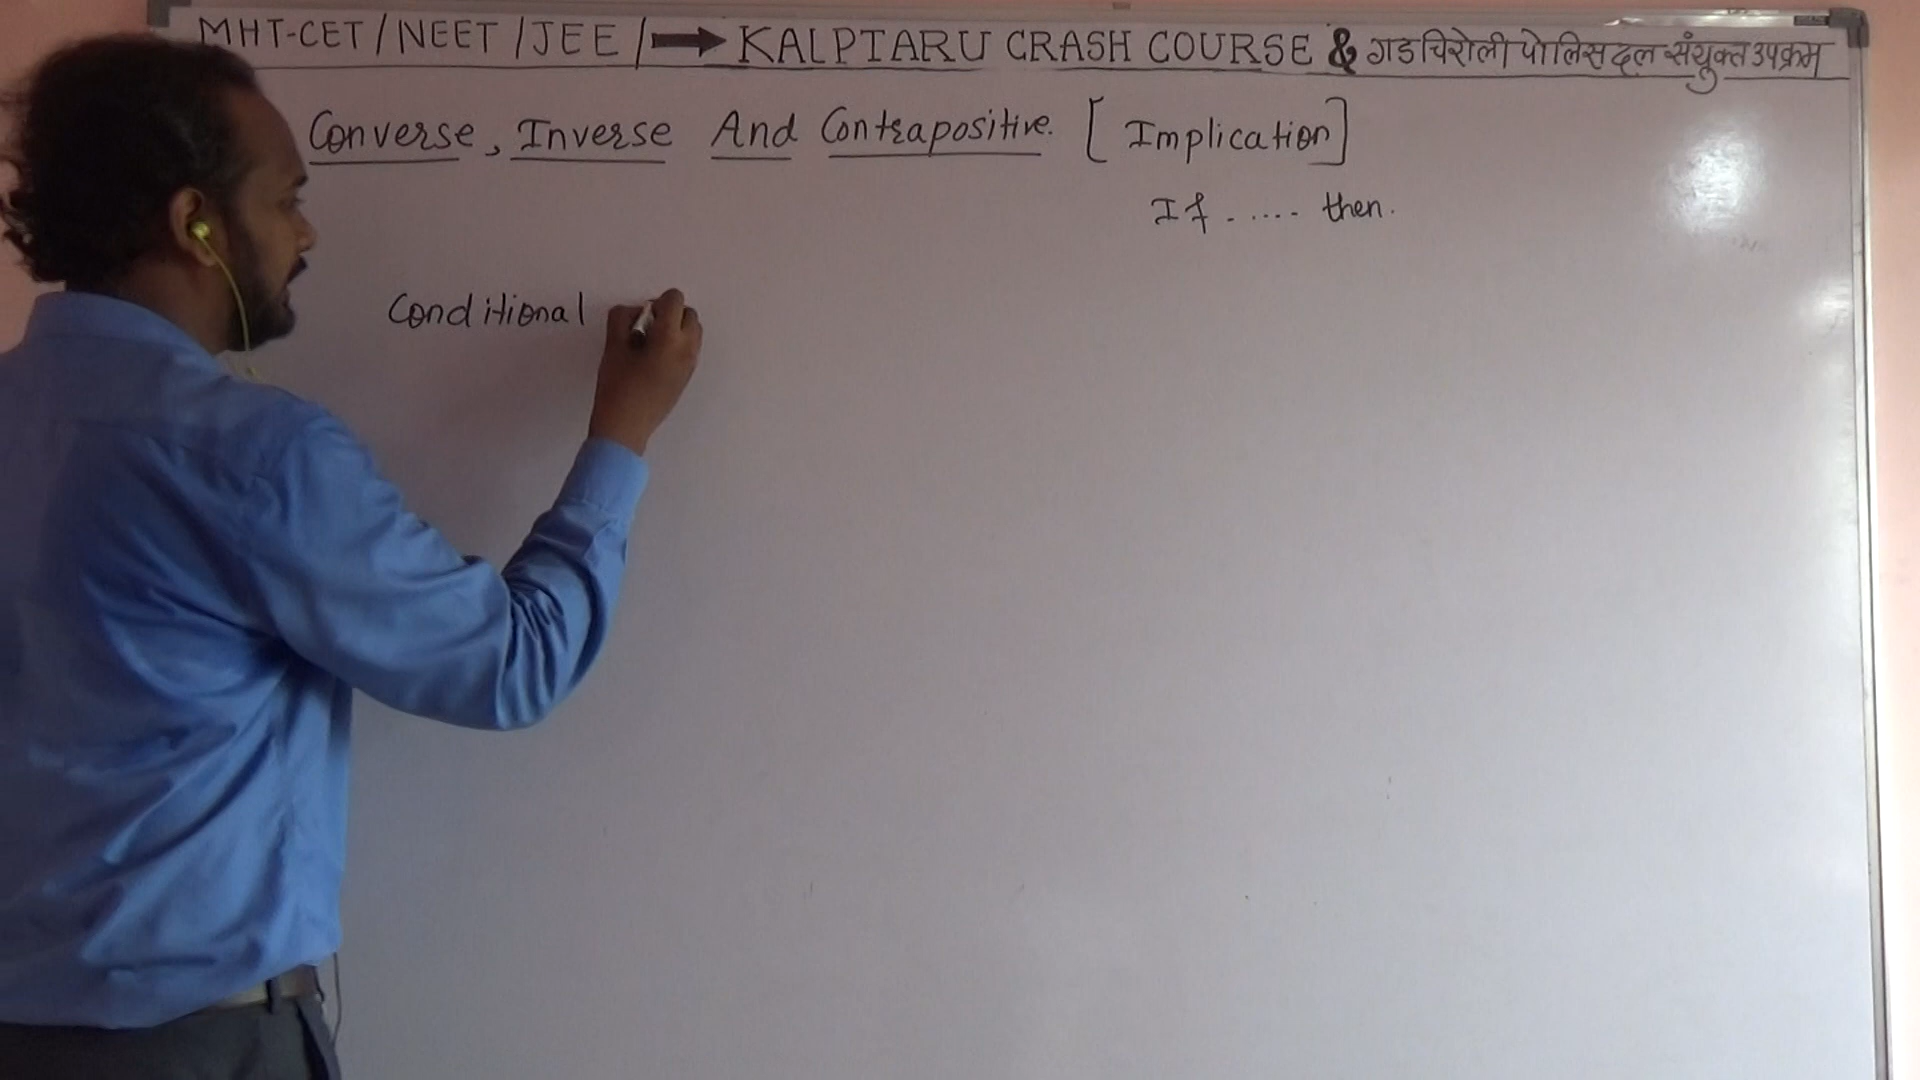 MHT-CET / NEET / JEE / → KALPTARU CRASH COURSE & गडचिरोली पोलिस दल संयुक्त उपक्रम
Converse, Inverse And Contrapositive. [Implication]
If ..... then.
Conditional